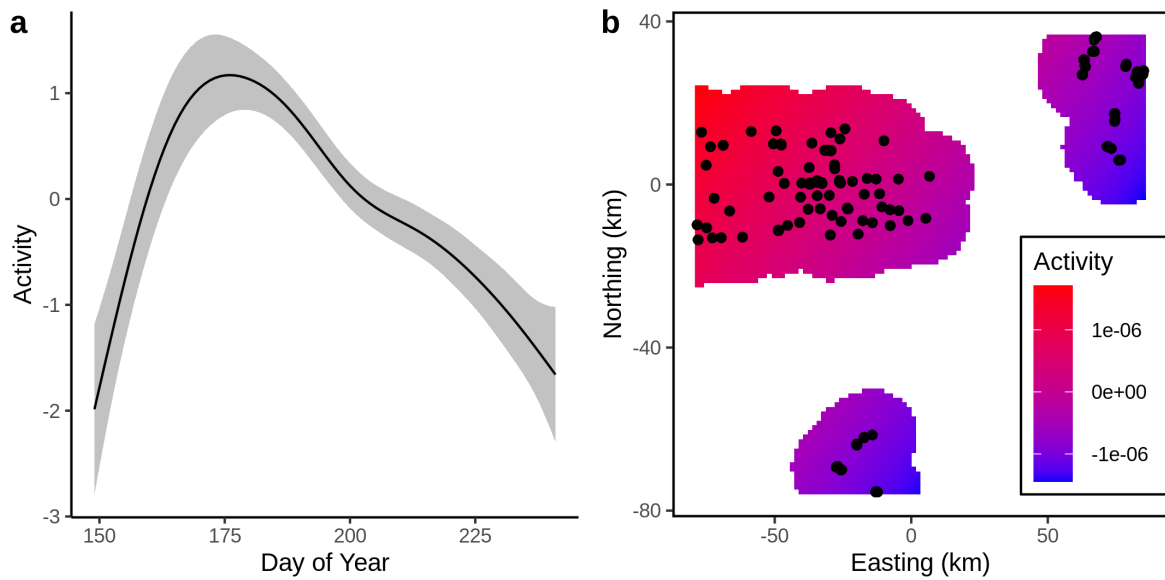 a
1
0
-1
-2
-3
Activity
150 175 200 225
Day of Year
b
40
0
-40
-80
Northing (km)
-50 0 50
Easting (km)
Activity
1e-06
0e+00
-1e-06